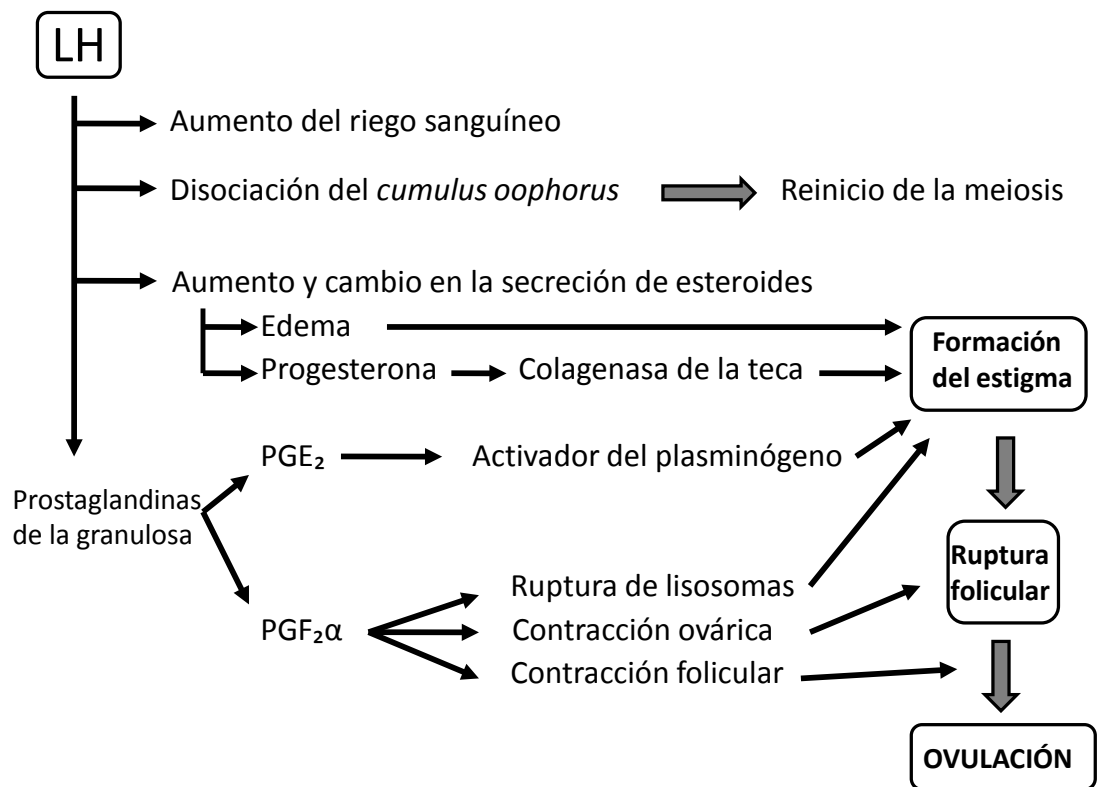 LH
Aumento del riego sanguíneo
Disociación del cumulus oophorus
Reinicio de la meiosis
Aumento y cambio en la secreción de esteroides
Edema
Progesterona
Colagenasa de la teca
Formación
del estigma
PGE₂
Activador del plasminógeno
Prostaglandinas
de la granulosa
Ruptura
folicular
Ruptura de lisosomas
PGF₂α
Contracción ovárica
Contracción folicular
OVULACIÓN